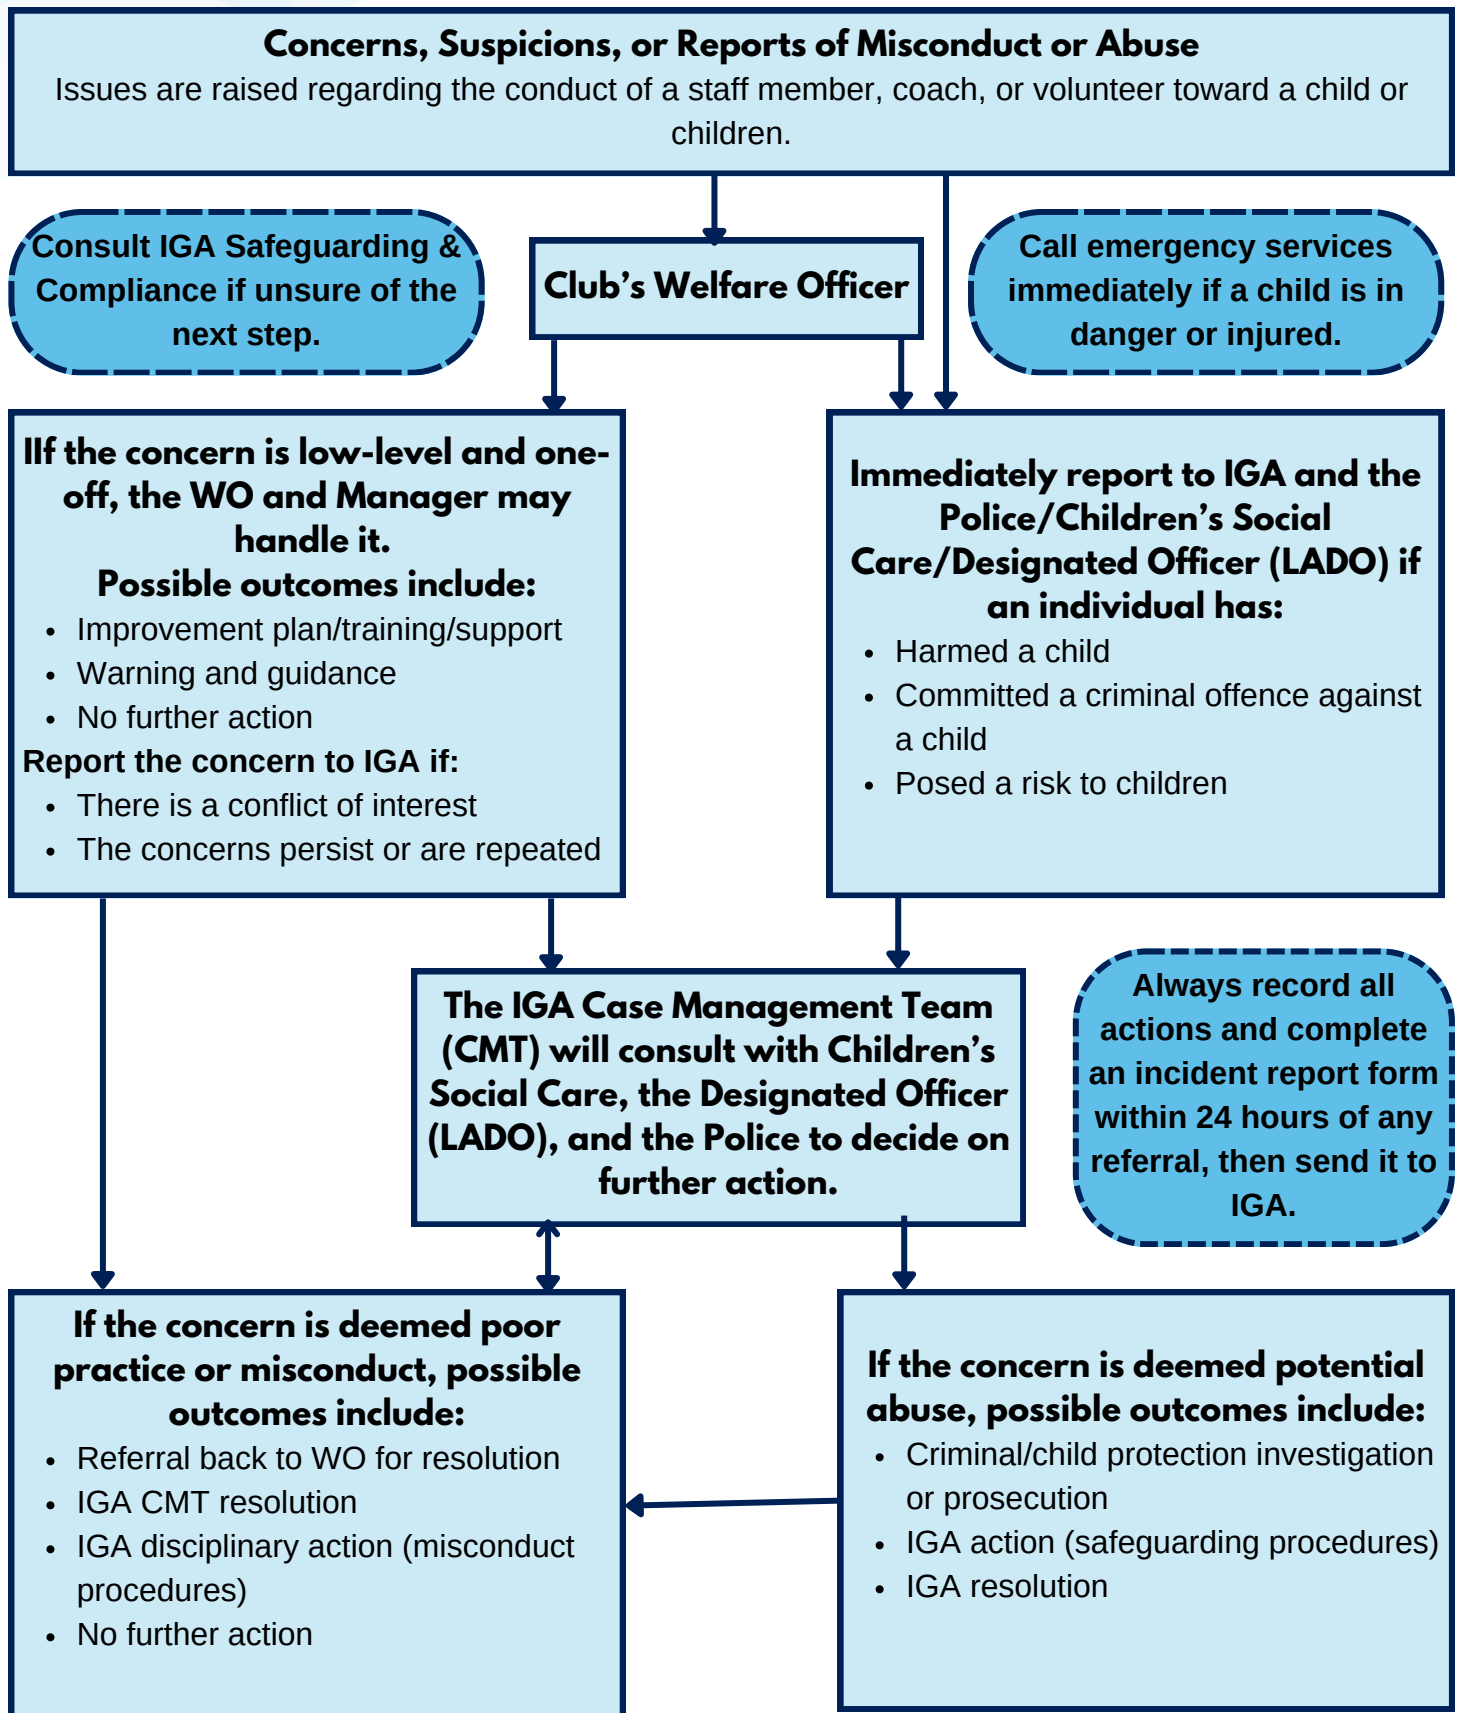 Concerns, Suspicions, or Reports of Misconduct or Abuse
Issues are raised regarding the conduct of a staff member, coach, or volunteer toward a child or
children.
Consult IGA Safeguarding &
Compliance if unsure of the
next step.
Club’s Welfare Officer
Call emergency services
immediately if a child is in
danger or injured.
IIf the concern is low-level and one-
off, the WO and Manager may
handle it.
Possible outcomes include:
• Improvement plan/training/support
• Warning and guidance
• No further action
Report the concern to IGA if:
• There is a conflict of interest
• The concerns persist or are repeated
Immediately report to IGA and the
Police/Children’s Social
Care/Designated Officer (LADO) if
an individual has:
• Harmed a child
• Committed a criminal offence against
a child
• Posed a risk to children
The IGA Case Management Team
(CMT) will consult with Children’s
Social Care, the Designated Officer
(LADO), and the Police to decide on
further action.
Always record all
actions and complete
an incident report form
within 24 hours of any
referral, then send it to
IGA.
If the concern is deemed poor
practice or misconduct, possible
outcomes include:
• Referral back to WO for resolution
• IGA CMT resolution
• IGA disciplinary action (misconduct
procedures)
• No further action
If the concern is deemed potential
abuse, possible outcomes include:
• Criminal/child protection investigation
or prosecution
• IGA action (safeguarding procedures)
• IGA resolution